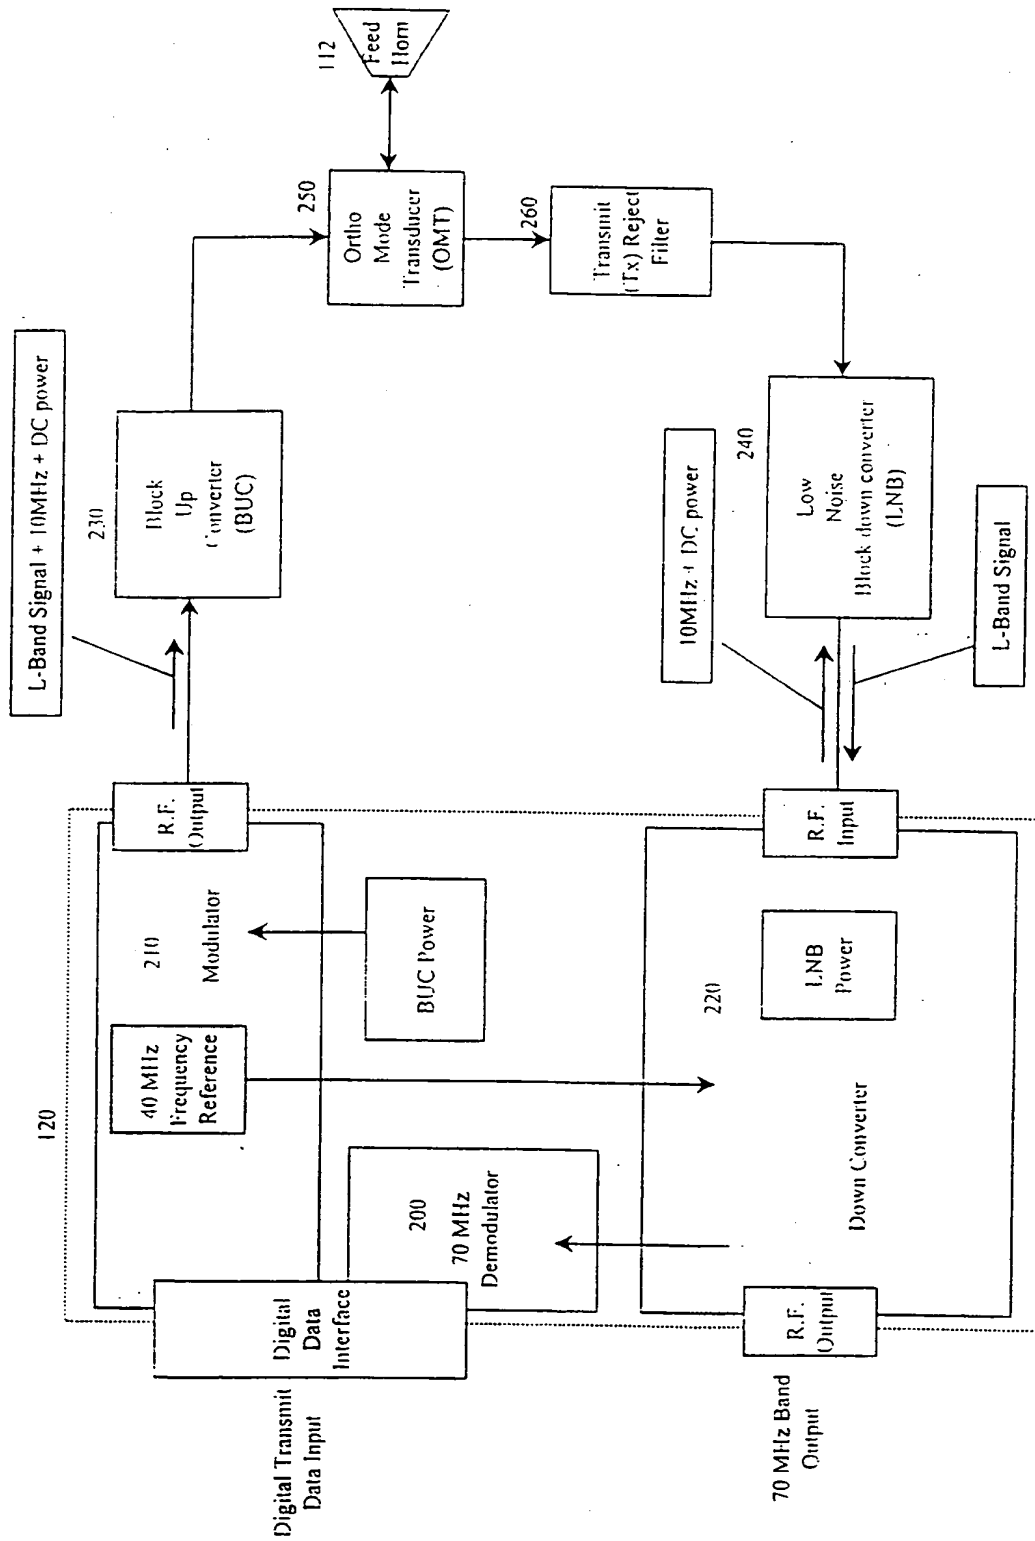 120
Digital Transmit
Data Input
Digital
Data
Interface
40 MHz
Frequency
Reference
210
Modulator
R.F.
Output
L-Band Signal + 10MHz + DC power
230
Block
Up
Converter
(BUC)
BUC Power
200
70 MHz
Demodulator
250
Ortho
Mode
Transducer
(OMT)
112
Feed
Horn
260
Transmit
(Tx) Reject
Filter
70 MHz Band
Output
R.F.
Output
Down Converter
220
LNB
Power
R.F.
Input
10MHz + DC power
L-Band Signal
240
Low
Noise
Block down converter
(LNB)